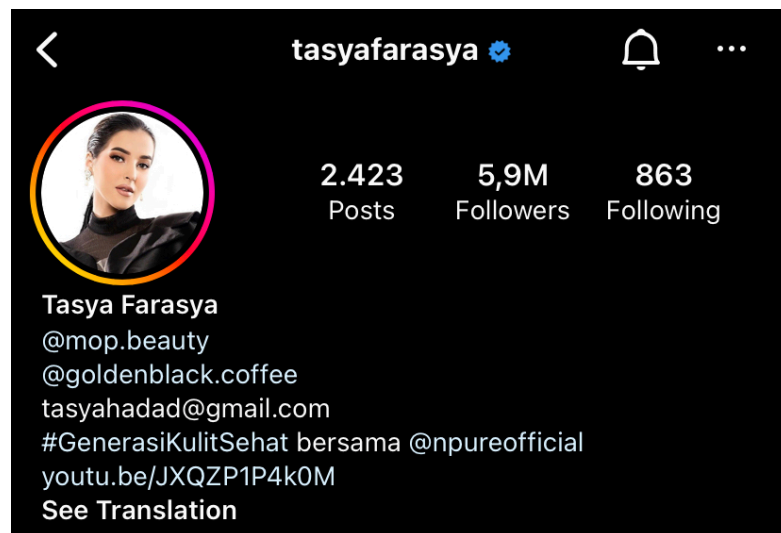 tasyafarasya
2.423 5,9M 863
Posts Followers Following
Tasya Farasya
@mop.beauty
@goldenblack.coffee
tasyahadad@gmail.com
#GenerasiKulitSehat bersama @npureofficial
youtu.be/JXQZP1P4k0M
See Translation